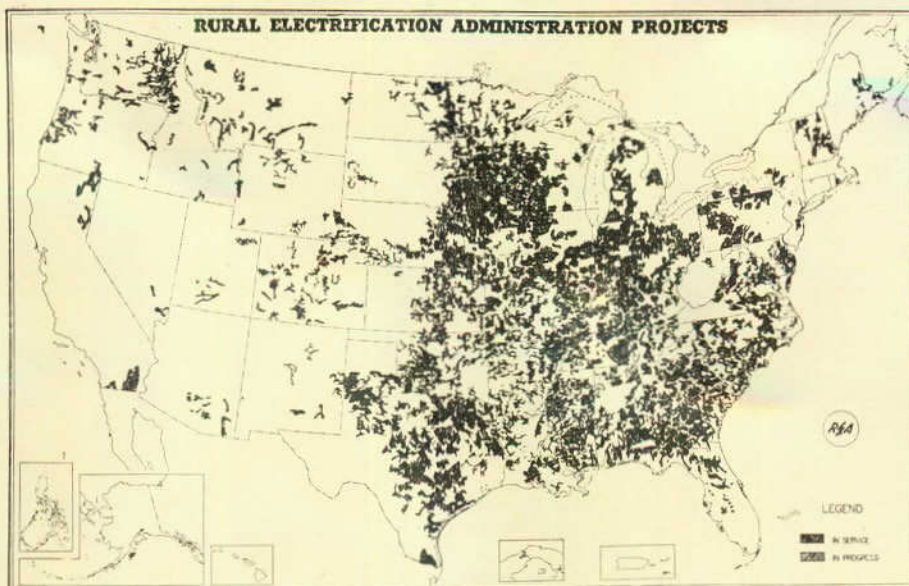 RURAL ELECTRIFICATION ADMINISTRATION PROJECTS
REA
LEGEND
IN SERVICE
IN PROGRESS